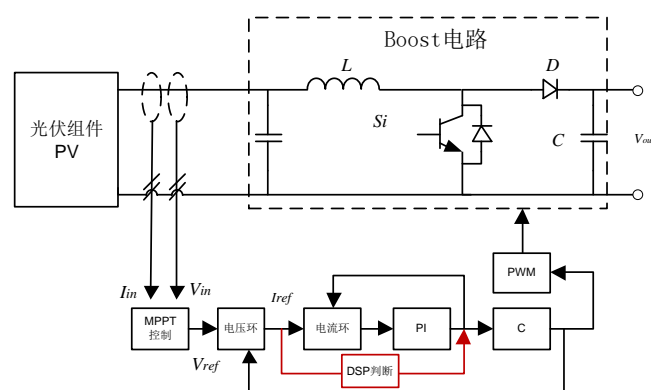 Boost电路
L
D
光伏组件
PV
Si
C
Vou
Iin
Vin
Iref
PWM
MPPT
控制
电压环
电流环
PI
C
Vref
DSP判断